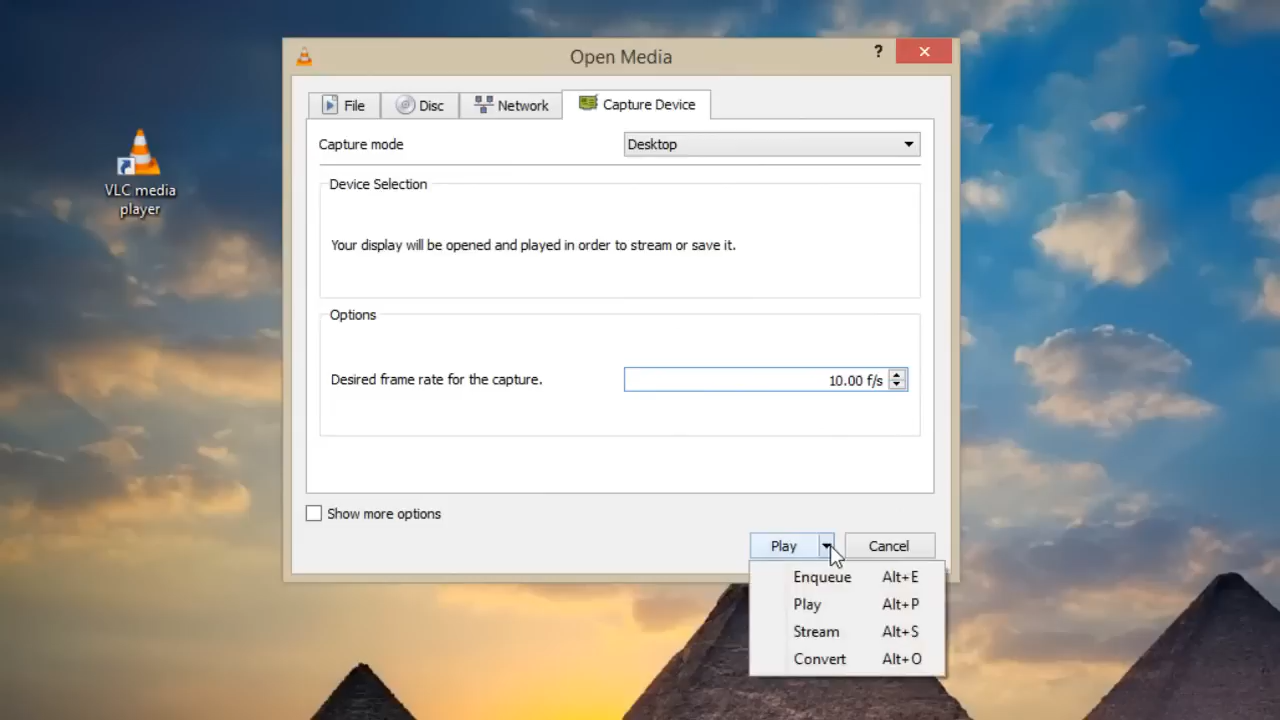 Open Media
?
File
Disc
Network
Capture Device
Capture mode
Desktop
Device Selection
VLC media
player
Your display will be opened and played in order to stream or save it.
Options
Desired frame rate for the capture.
10.00 f/s
Show more options
Play
Cancel
Enqueue Alt+E
Play Alt+P
Stream Alt+S
Convert Alt+O